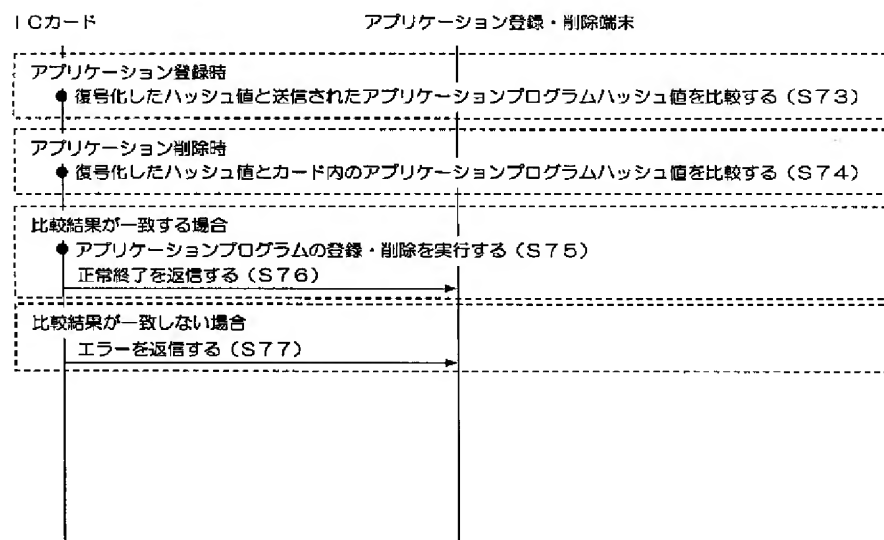 ICカード
アプリケーション登録・削除端末
アプリケーション登録時
復号化したハッシュ値と送信されたアプリケーションプログラムハッシュ値を比較する（S73）
アプリケーション削除時
復号化したハッシュ値とカード内のアプリケーションプログラムハッシュ値を比較する（S74）
比較結果が一致する場合
アプリケーションプログラムの登録・削除を実行する（S75）
正常終了を返信する（S76）
比較結果が一致しない場合
エラーを返信する（S77）